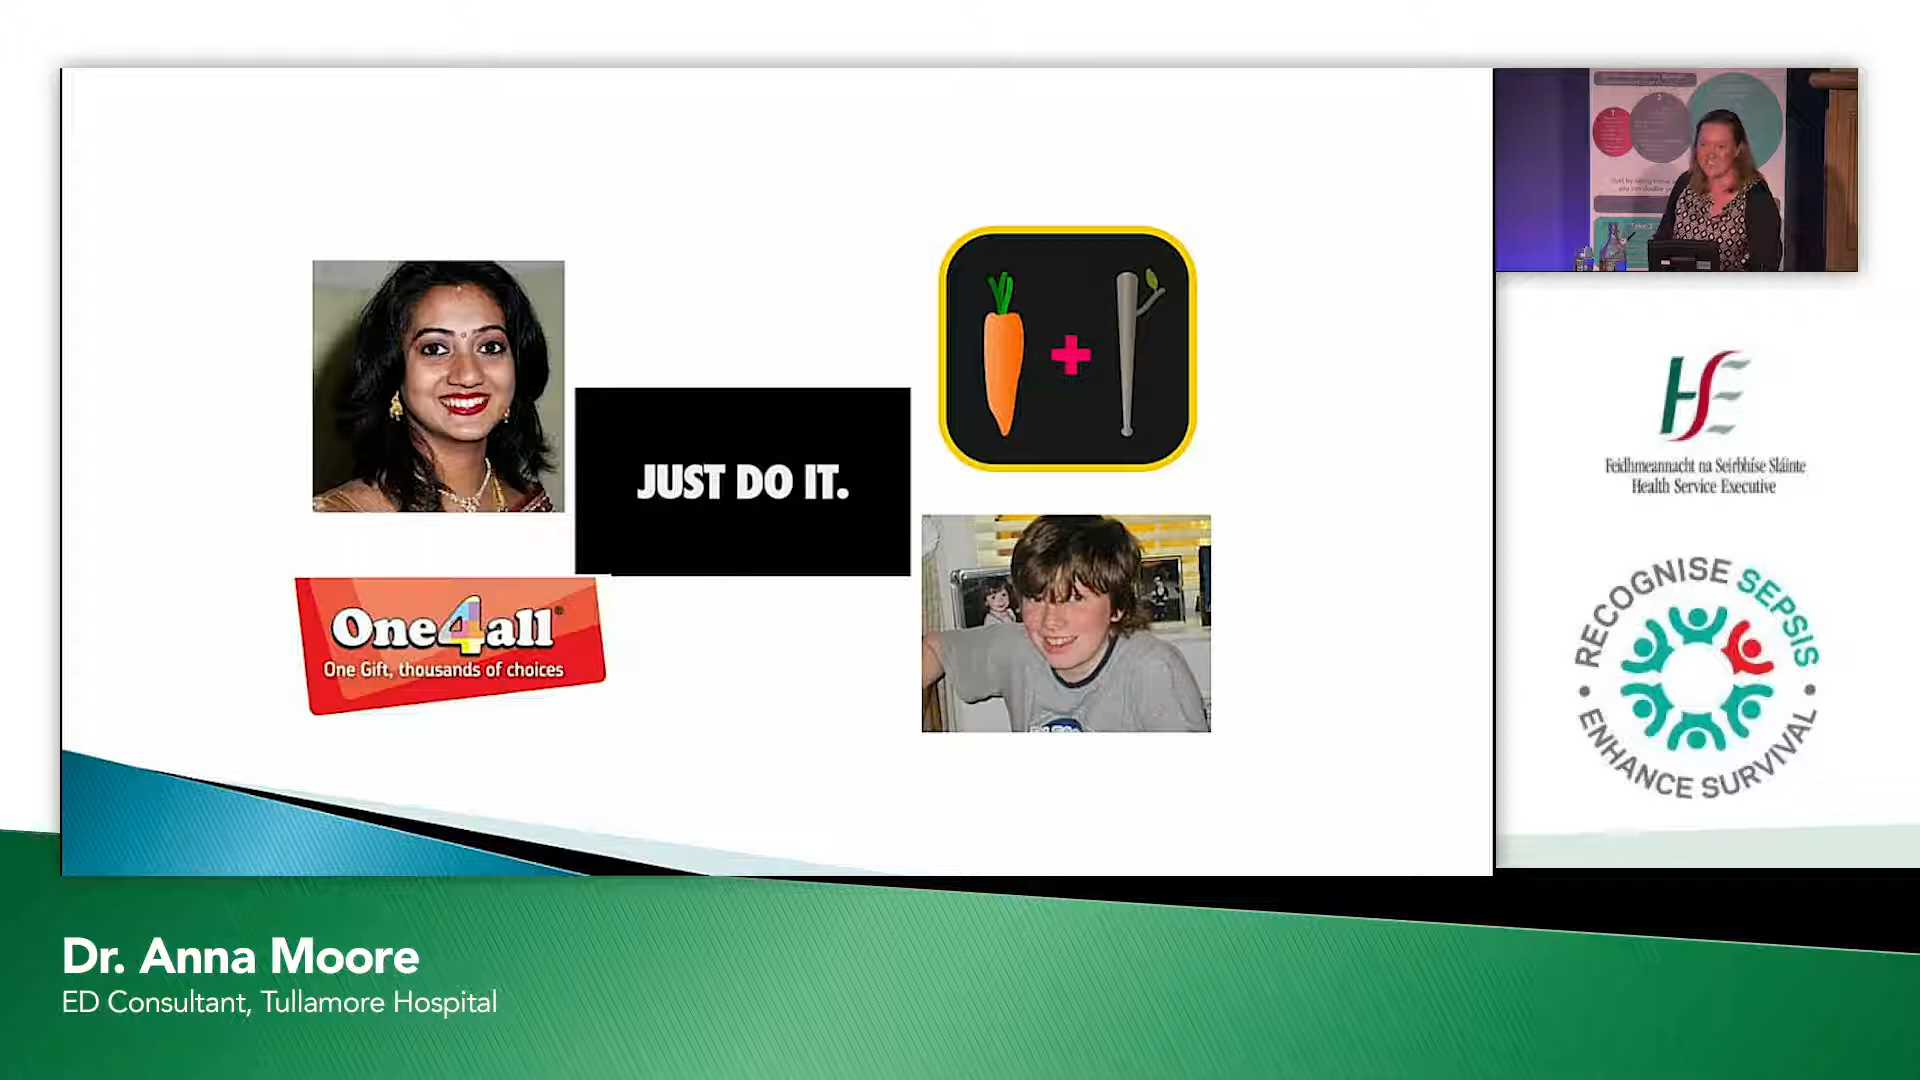 JUST DO IT.
One4all®
One Gift, thousands of choices
HSE
Feidhmeannacht na Seirbhíse Sláinte
Health Service Executive
RECOGNISE SEPSIS
• ENHANCE SURVIVAL •
Dr. Anna Moore
ED Consultant, Tullamore Hospital